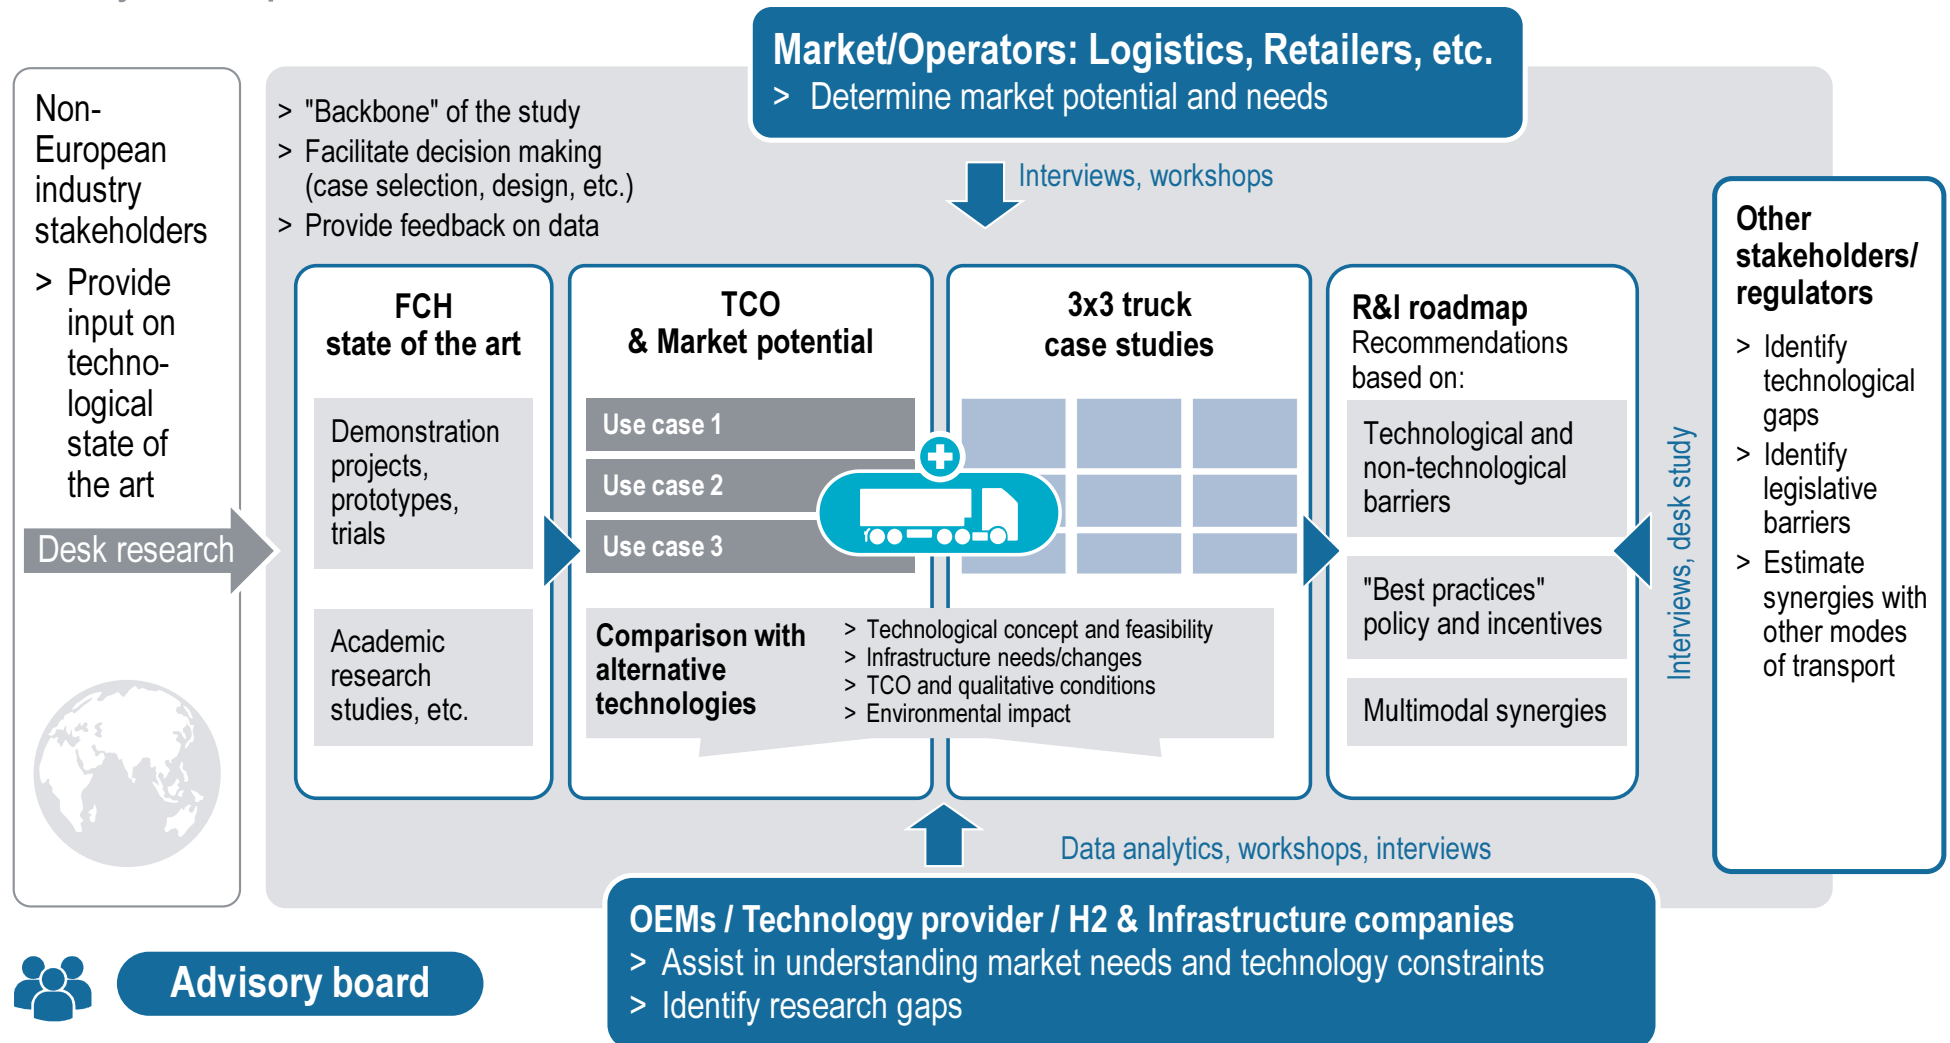 Market/Operators: Logistics, Retailers, etc.
> Determine market potential and needs
Non-
European
industry
stakeholders
> Provide
input on
techno-
logical
state of
the art
Desk research
> "Backbone" of the study
> Facilitate decision making
(case selection, design, etc.)
> Provide feedback on data
Interviews, workshops
FCH
state of the art
Demonstration
projects,
prototypes,
trials
Academic
research
studies, etc.
TCO
& Market potential
Use case 1
Use case 2
Use case 3
3x3 truck
case studies
Comparison with
alternative
technologies
> Technological concept and feasibility
> Infrastructure needs/changes
> TCO and qualitative conditions
> Environmental impact
R&I roadmap
Recommendations
based on:
Technological and
non-technological
barriers
"Best practices"
policy and incentives
Multimodal synergies
Interviews, desk study
Other
stakeholders/
regulators
> Identify
technological
gaps
> Identify
legislative
barriers
> Estimate
synergies with
other modes
of transport
Data analytics, workshops, interviews
OEMs / Technology provider / H2 & Infrastructure companies
> Assist in understanding market needs and technology constraints
> Identify research gaps
Advisory board